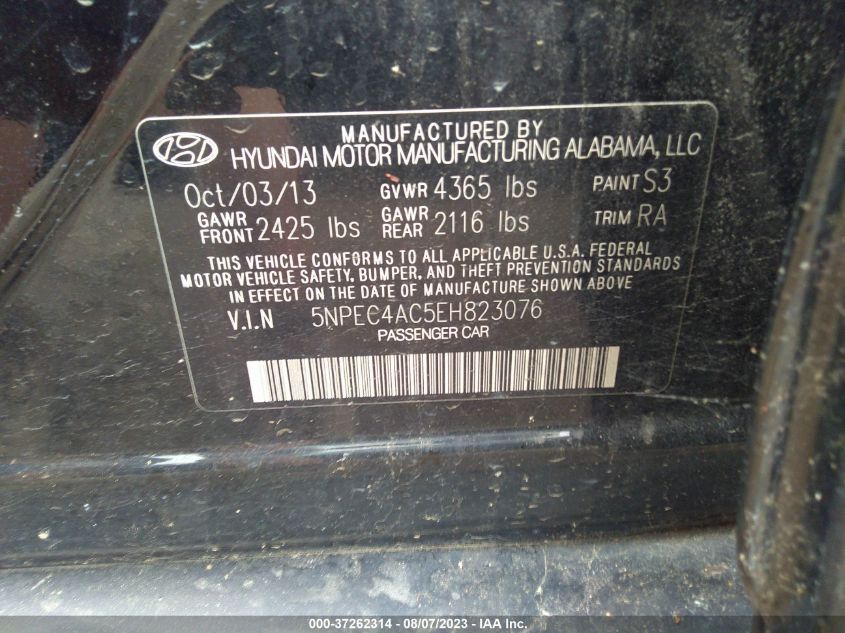 MANUFACTURED BY
HYUNDAI MOTOR MANUFACTURING ALABAMA, LLC
Oct/03/13 GVWR 4365 lbs PAINT S3
GAWR FRONT 2425 lbs GAWR REAR 2116 lbs TRIM RA
THIS VEHICLE CONFORMS TO ALL APPLICABLE U.S.A. FEDERAL
MOTOR VEHICLE SAFETY, BUMPER, AND THEFT PREVENTION STANDARDS
IN EFFECT ON THE DATE OF MANUFACTURE SHOWN ABOVE
V.I.N 5NPEC4AC5EH823076
PASSENGER CAR
000-37262314 - 08/07/2023 - IAA Inc.